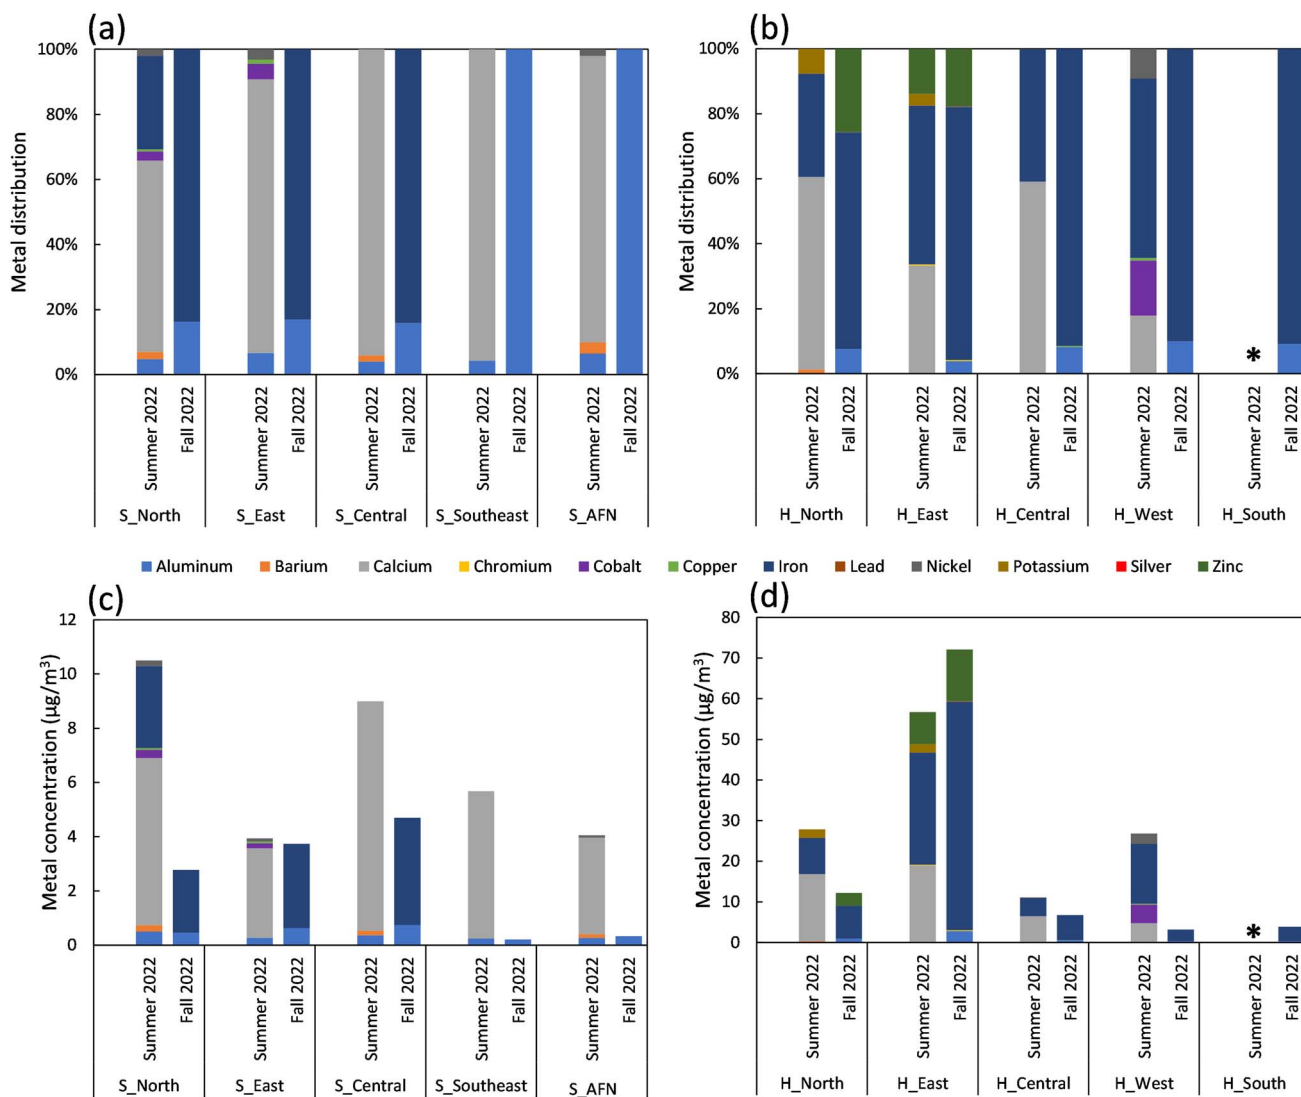 (a)
100%
80%
60%
40%
20%
0%
Metal distribution
Summer 2022
Fall 2022
Summer 2022
Fall 2022
Summer 2022
Fall 2022
Summer 2022
Fall 2022
Summer 2022
Fall 2022
S_North
S_East
S_Central
S_Southeast
S_AFN
(b)
100%
80%
60%
40%
20%
0%
Metal distribution
*
Summer 2022
Fall 2022
Summer 2022
Fall 2022
Summer 2022
Fall 2022
Summer 2022
Fall 2022
Summer 2022
Fall 2022
H_North
H_East
H_Central
H_West
H_South
Aluminum Barium Calcium Chromium Cobalt Copper Iron Lead Nickel Potassium Silver Zinc
(c)
12
10
8
6
4
2
0
Metal concentration (µg/m³)
Summer 2022
Fall 2022
Summer 2022
Fall 2022
Summer 2022
Fall 2022
Summer 2022
Fall 2022
Summer 2022
Fall 2022
S_North
S_East
S_Central
S_Southeast
S_AFN
(d)
80
70
60
50
40
30
20
10
0
Metal concentration (µg/m³)
*
Summer 2022
Fall 2022
Summer 2022
Fall 2022
Summer 2022
Fall 2022
Summer 2022
Fall 2022
Summer 2022
Fall 2022
H_North
H_East
H_Central
H_West
H_South